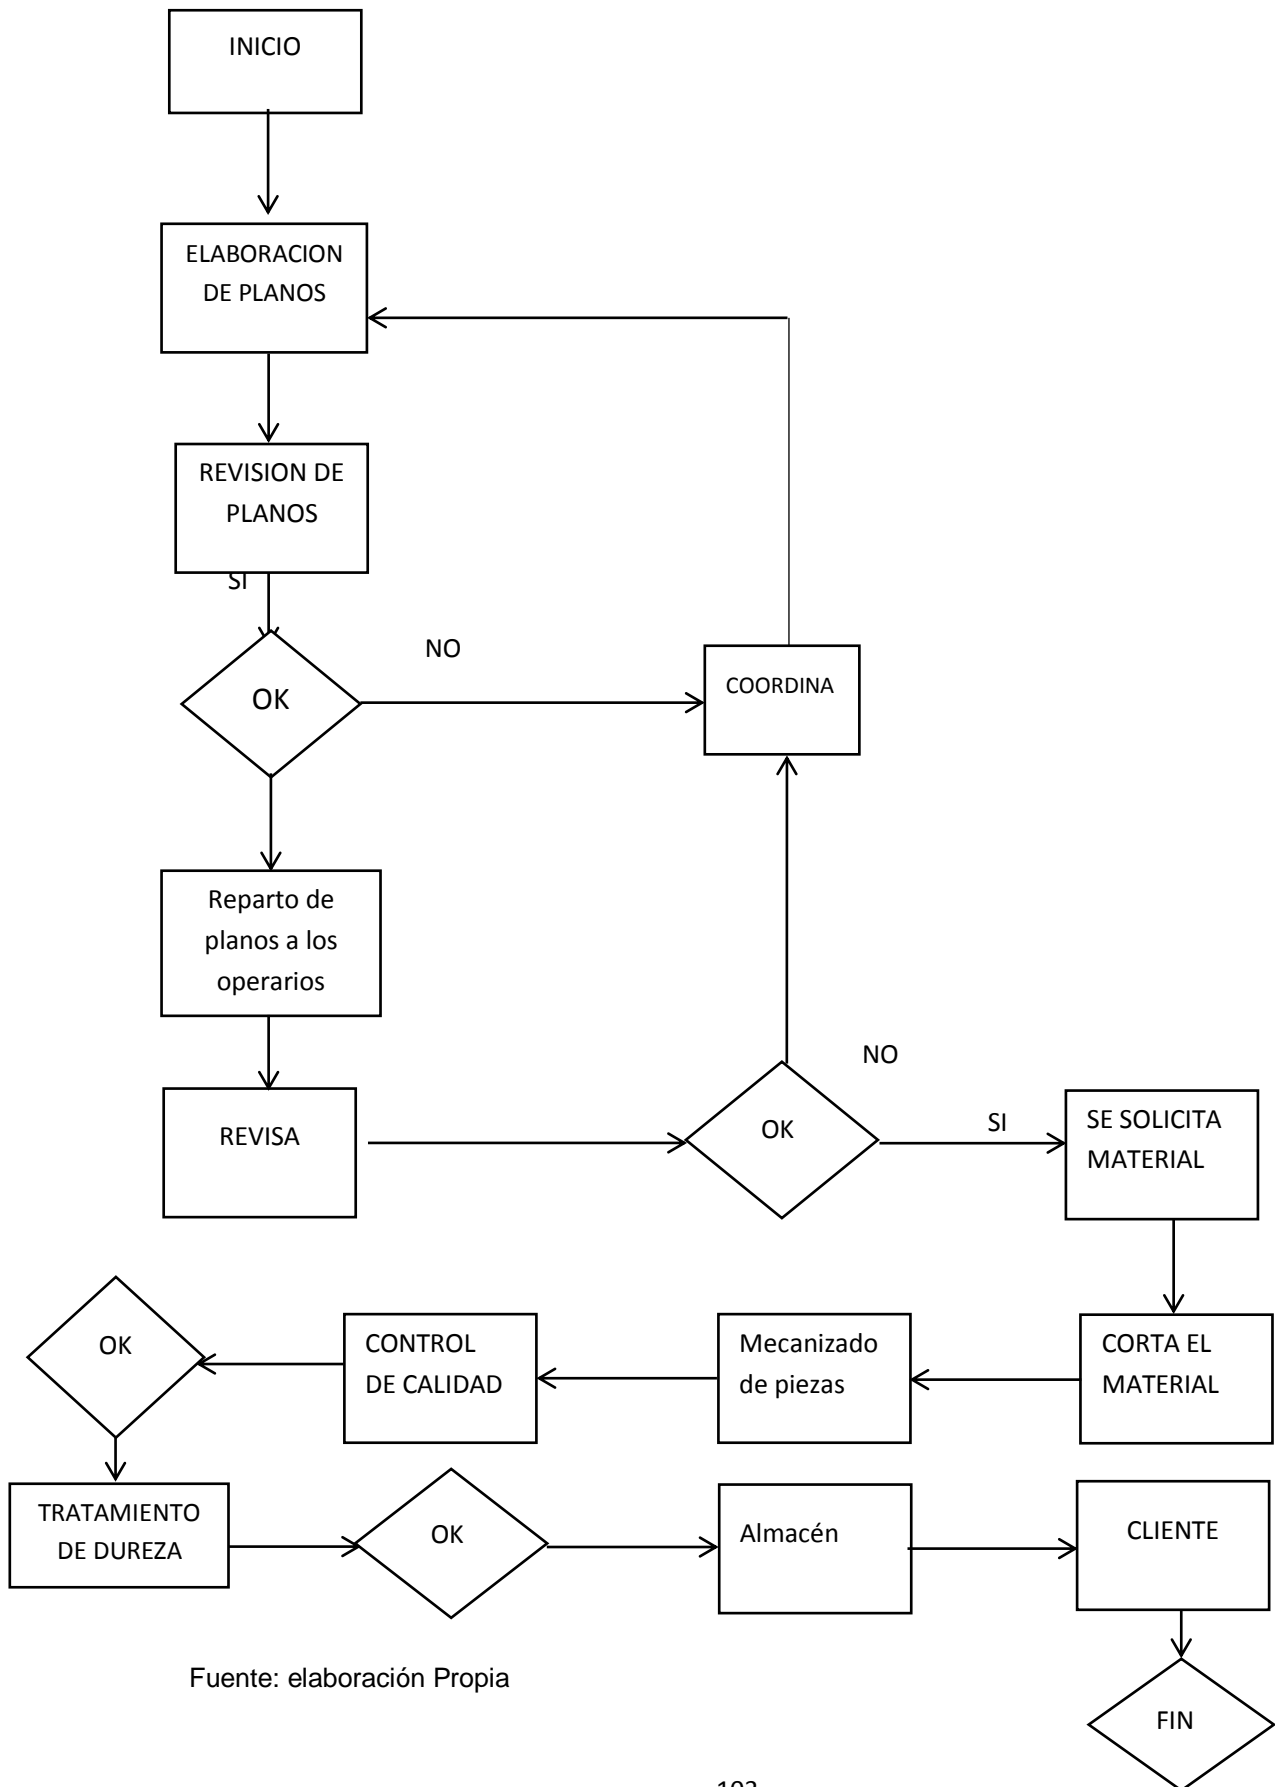 INICIO
ELABORACION
DE PLANOS
REVISION DE
PLANOS
SI
OK
NO
COORDINA
Reparto de
planos a los
operarios
REVISA
OK
NO
SI
SE SOLICITA
MATERIAL
CORTA EL
MATERIAL
Mecanizado
de piezas
CONTROL
DE CALIDAD
OK
TRATAMIENTO
DE DUREZA
OK
Almacén
CLIENTE
FIN
Fuente: elaboración Propia